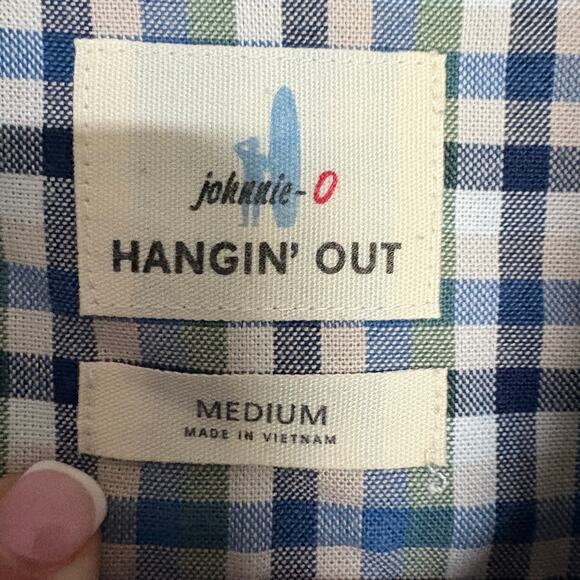 johnnie-O
HANGIN' OUT
MEDIUM
MADE IN VIETNAM